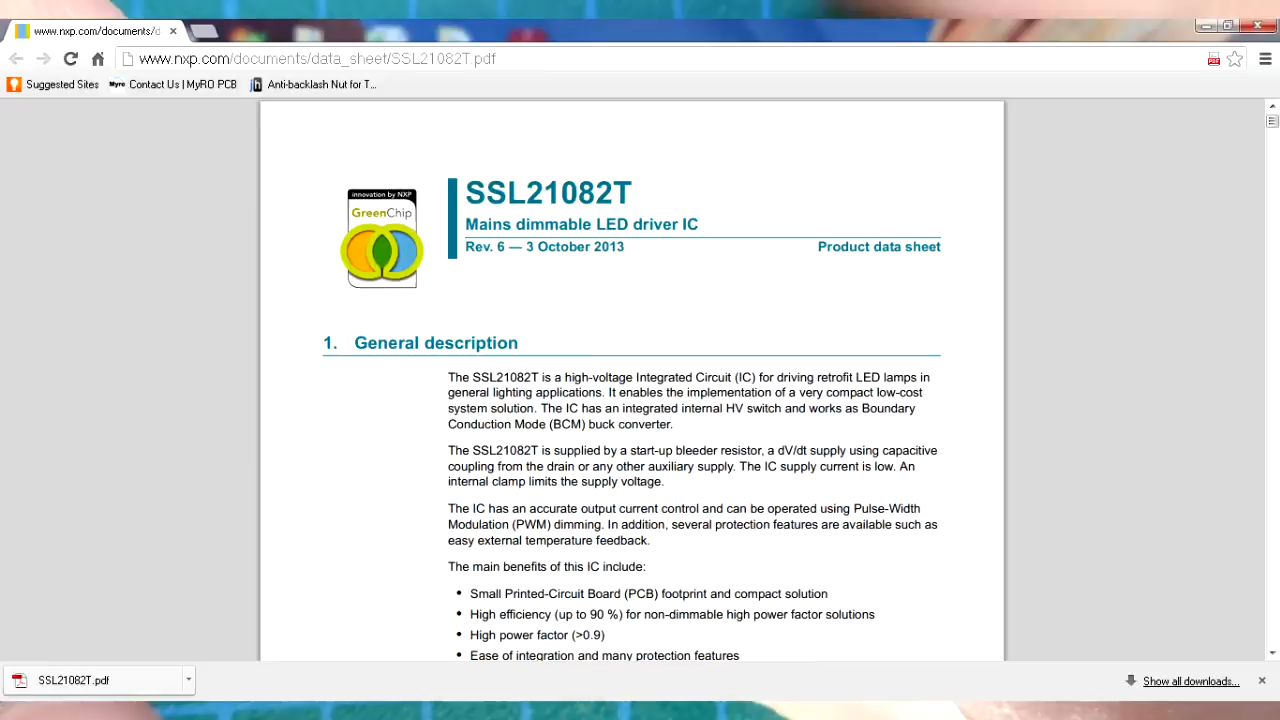 www.nxp.com/documents/d
www.nxp.com/documents/data_sheet/SSL21082T.pdf
Suggested Sites
Myro
Contact Us | MyRO PCB
jh
Anti-backlash Nut for T...
innovation by NXP
GreenChip
SSL21082T
Mains dimmable LED driver IC
Rev. 6 — 3 October 2013
Product data sheet
1. General description
The SSL21082T is a high-voltage Integrated Circuit (IC) for driving retrofit LED lamps in
general lighting applications. It enables the implementation of a very compact low-cost
system solution. The IC has an integrated internal HV switch and works as Boundary
Conduction Mode (BCM) buck converter.
The SSL21082T is supplied by a start-up bleeder resistor, a dV/dt supply using capacitive
coupling from the drain or any other auxiliary supply. The IC supply current is low. An
internal clamp limits the supply voltage.
The IC has an accurate output current control and can be operated using Pulse-Width
Modulation (PWM) dimming. In addition, several protection features are available such as
easy external temperature feedback.
The main benefits of this IC include:
• Small Printed-Circuit Board (PCB) footprint and compact solution
• High efficiency (up to 90 %) for non-dimmable high power factor solutions
• High power factor (>0.9)
• Ease of integration and many protection features
SSL21082T.pdf
Show all downloads...